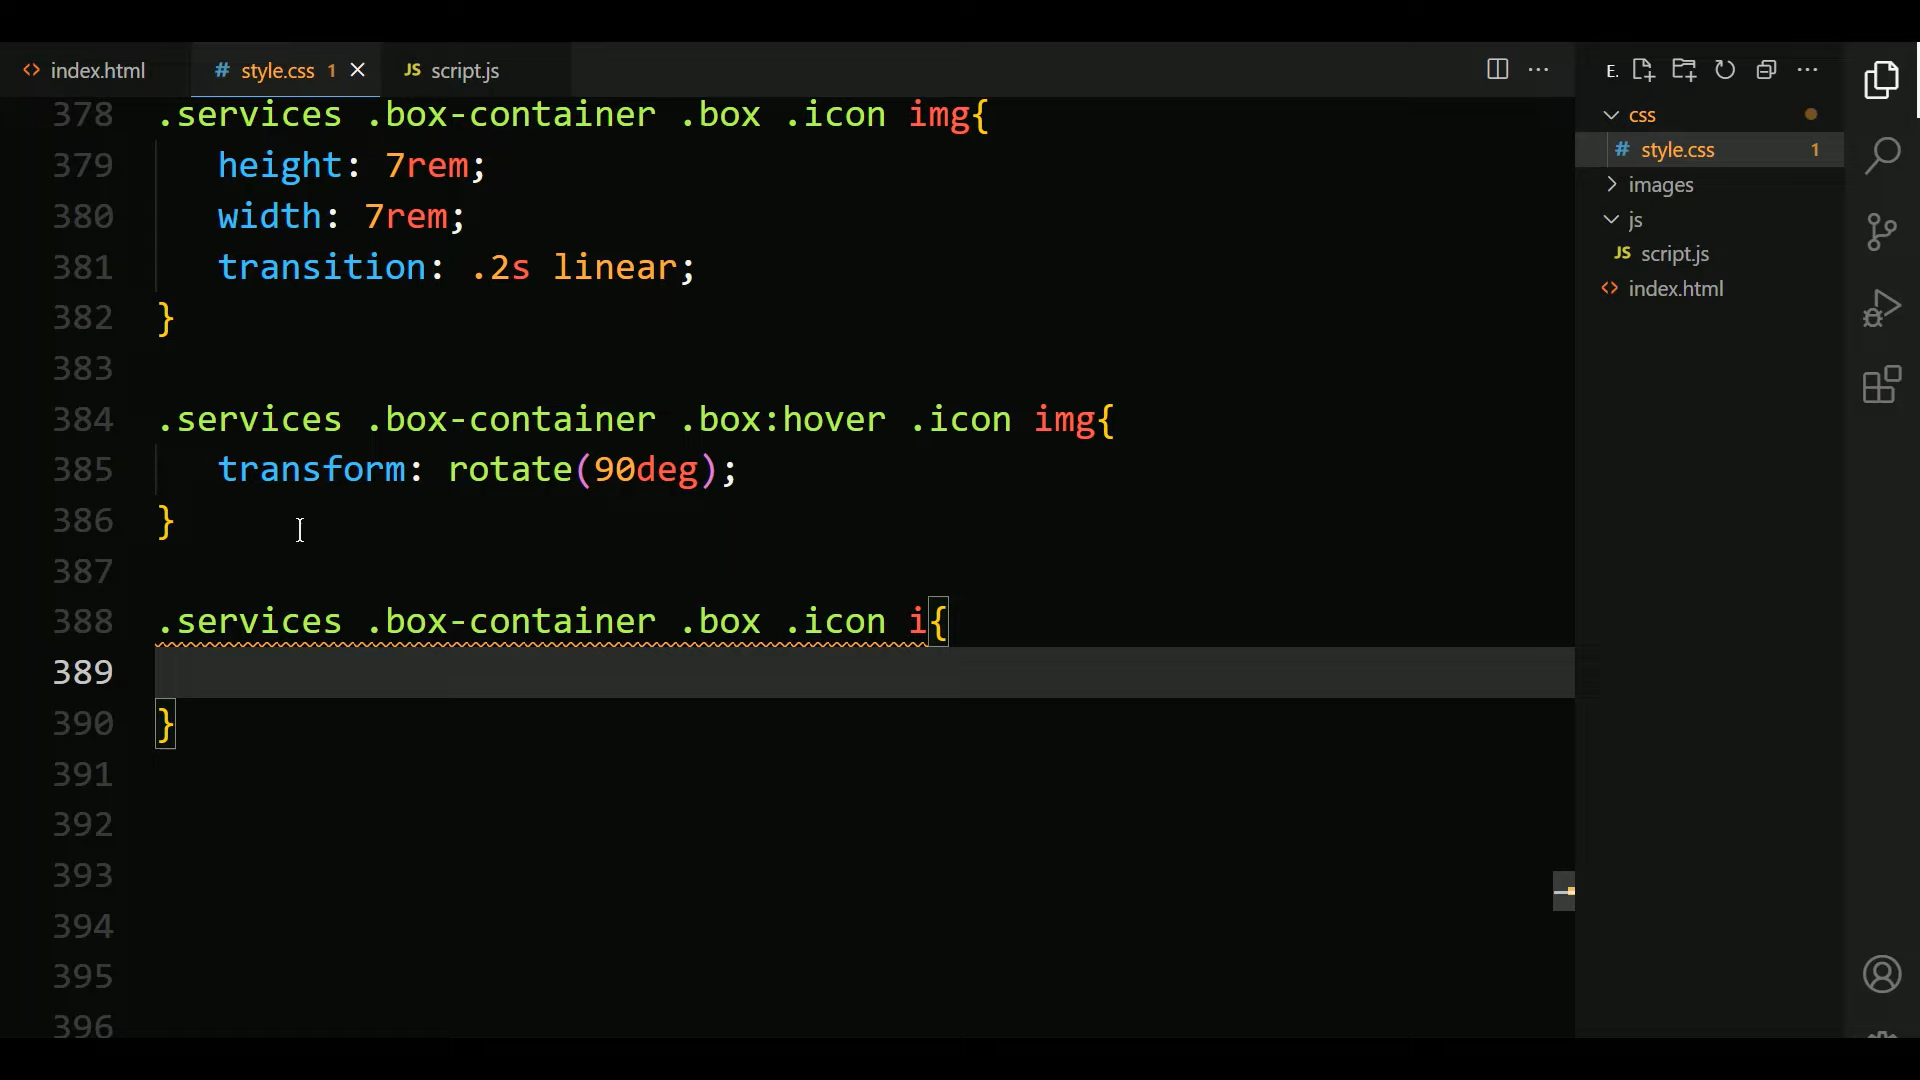 index.html
# style.css 1
JS script.js
E.
378 .services .box-container .box .icon img{
379 height: 7rem;
380 width: 7rem;
381 transition: .2s linear;
382 }
383
384 .services .box-container .box:hover .icon img{
385 transform: rotate(90deg);
386 }
387
388 .services .box-container .box .icon i{
389
390 }
391
392
393
394
395
396
css
# style.css 1
images
js
JS script.js
index.html